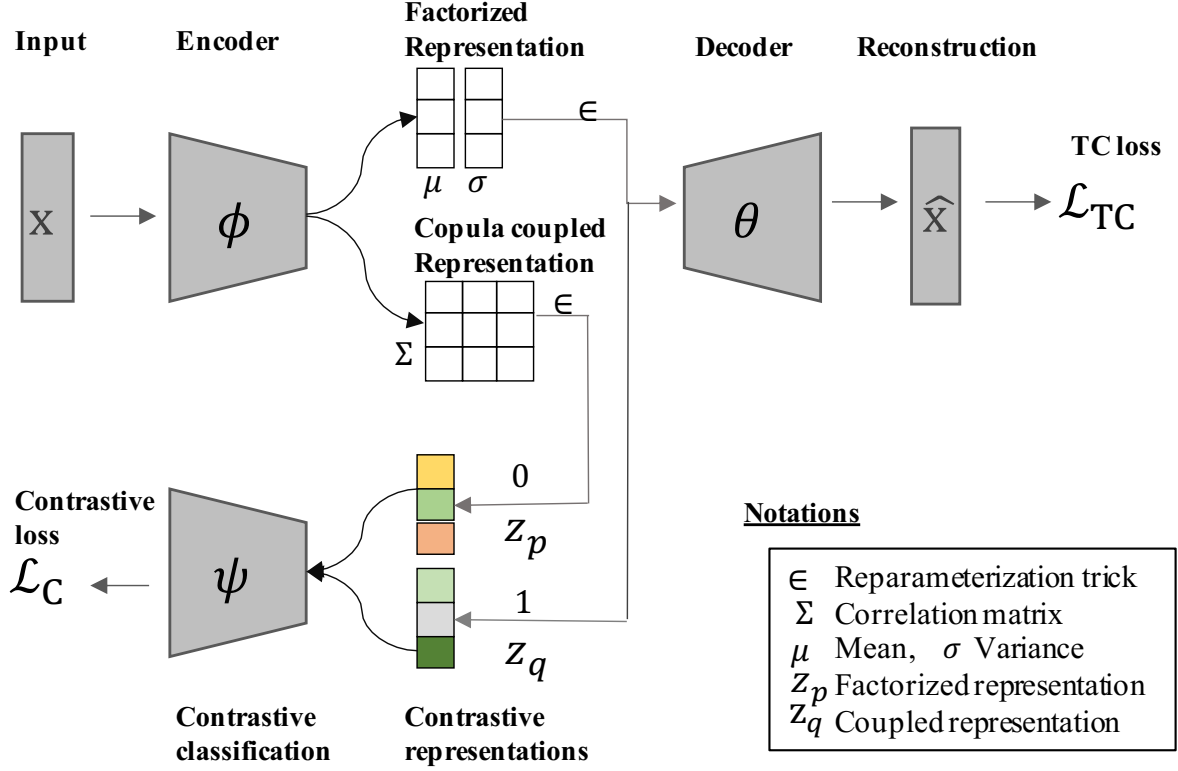 Input
Encoder
Factorized
Representation
Decoder
Reconstruction
x
ϕ
μ σ
∈
θ
x̂
TC loss
ℒTC
Copula coupled
Representation
∈
Σ
Contrastive
loss
ℒC
ψ
0
zp
1
zq
Contrastive
classification
Contrastive
representations
Notations
∈ Reparameterization trick
Σ Correlation matrix
μ Mean, σ Variance
zp Factorized representation
zq Coupled representation